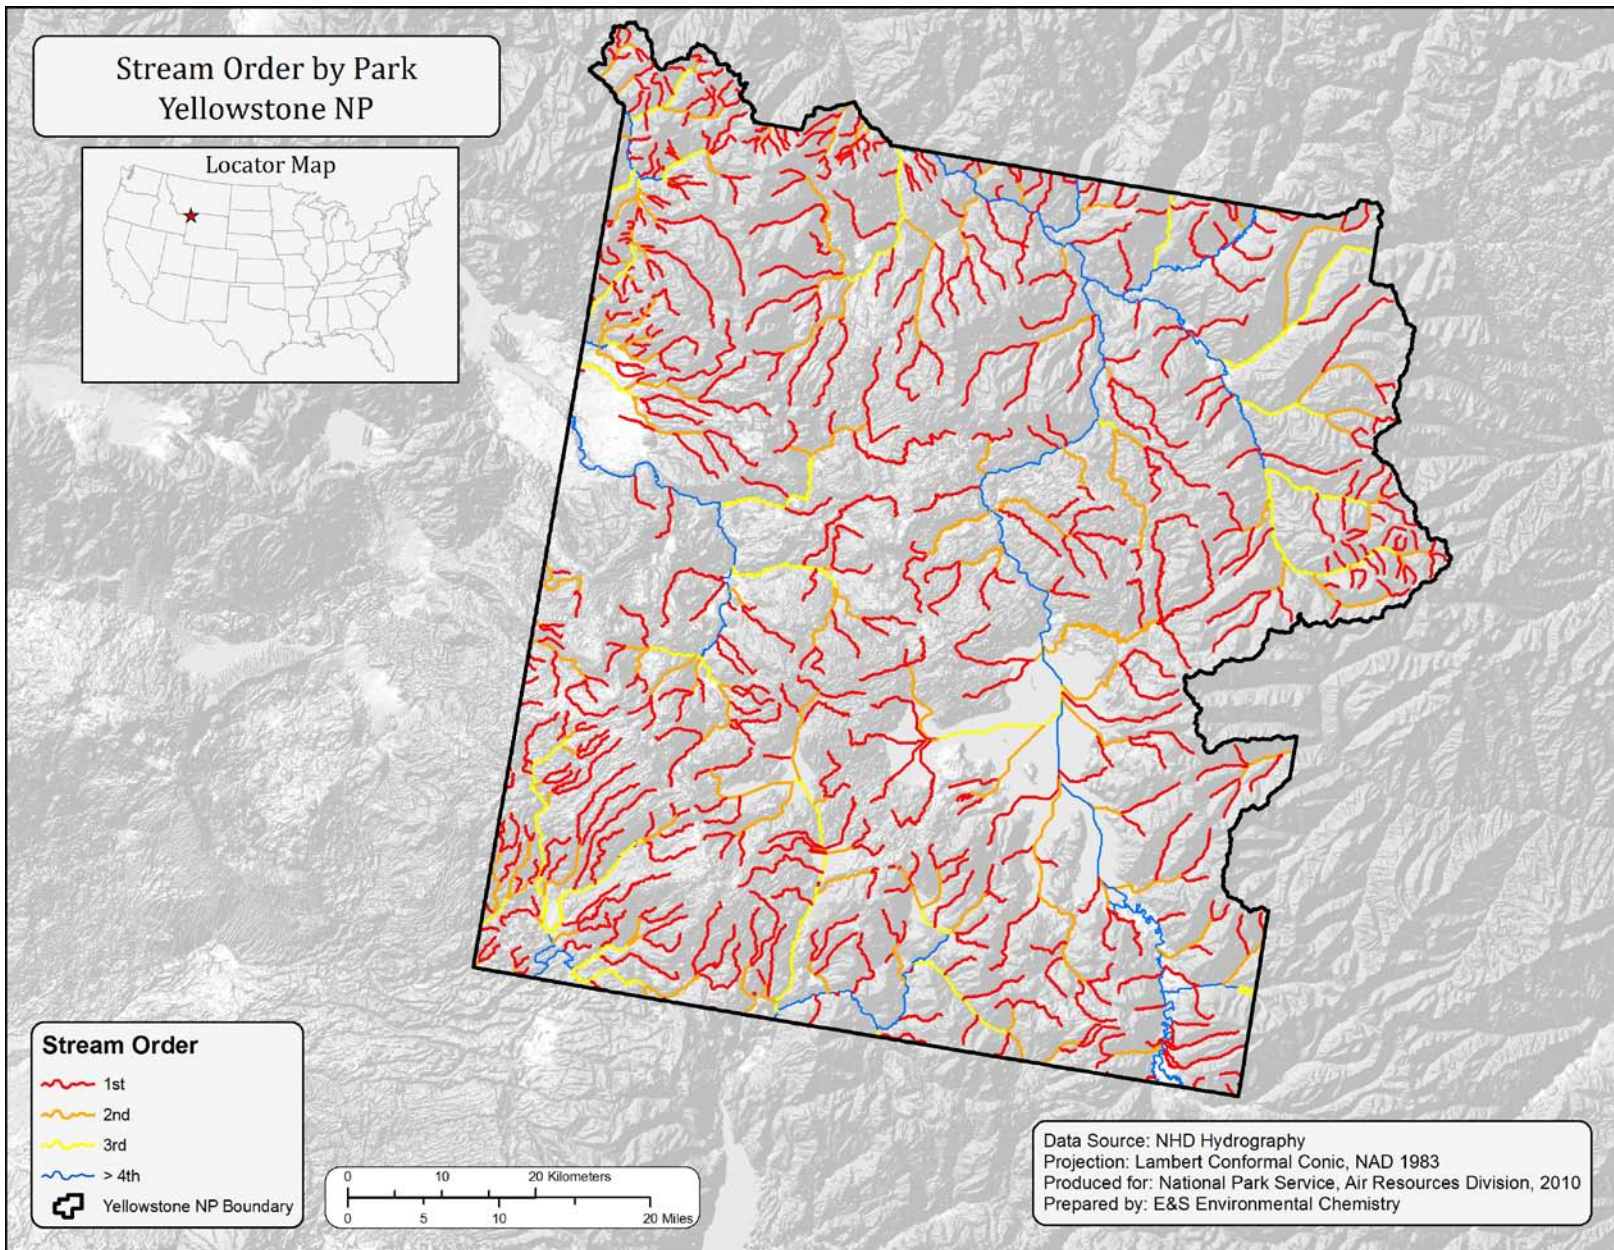 Stream Order by Park
Yellowstone NP
Locator Map
Stream Order
1st
2nd
3rd
> 4th
Yellowstone NP Boundary
0 10 20 Kilometers
0 5 10 20 Miles
Data Source: NHD Hydrography
Projection: Lambert Conformal Conic, NAD 1983
Produced for: National Park Service, Air Resources Division, 2010
Prepared by: E&S Environmental Chemistry